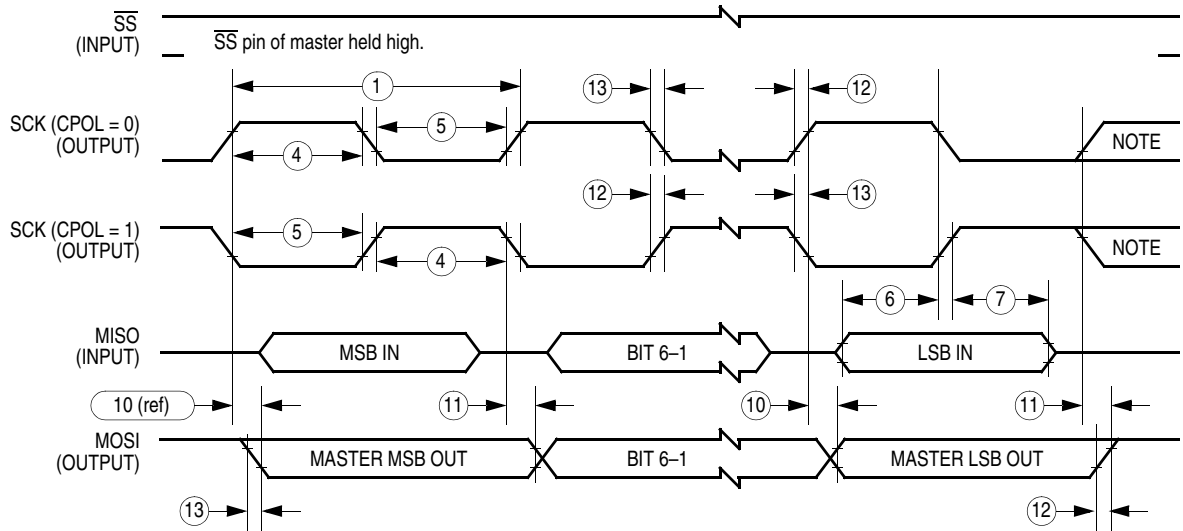 SS
(INPUT)
SS pin of master held high.
1
13
12
SCK (CPOL = 0)
(OUTPUT)
5
4
NOTE
12
13
SCK (CPOL = 1)
(OUTPUT)
5
4
NOTE
6
7
MISO
(INPUT)
MSB IN
BIT 6–1
LSB IN
10 (ref)
11
10
11
MOSI
(OUTPUT)
MASTER MSB OUT
BIT 6–1
MASTER LSB OUT
13
12